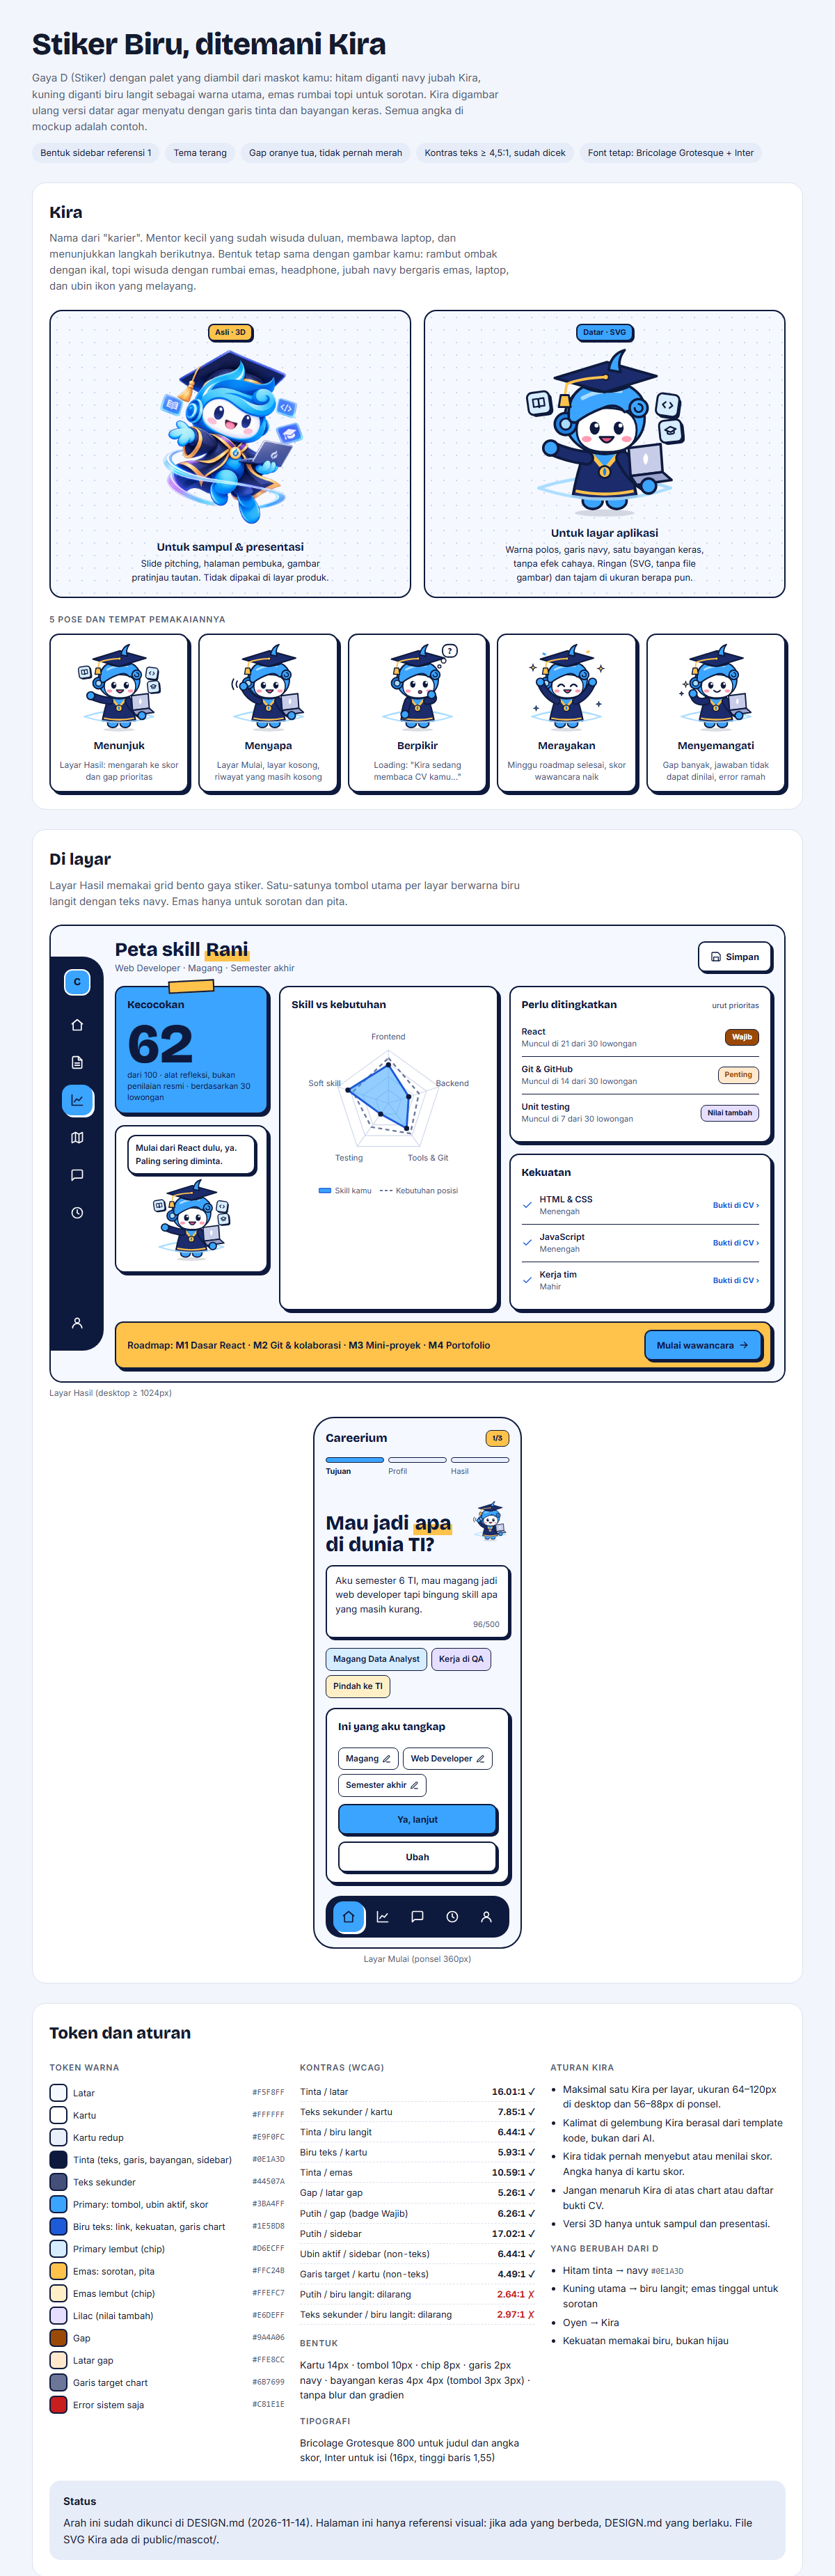 Stiker Biru, ditemani Kira
Gaya D (Stiker) dengan palet yang diambil dari maskot kamu: hitam diganti navy jubah Kira,
kuning diganti biru langit sebagai warna utama, emas rumbai topi untuk sorotan. Kira digambar
ulang versi datar agar menyatu dengan garis tinta dan bayangan keras. Semua angka di
mockup adalah contoh.
Bentuk sidebar referensi 1
Tema terang
Gap oranye tua, tidak pernah merah
Kontras teks ≥ 4,5:1, sudah dicek
Font tetap: Bricolage Grotesque + Inter
Kira
Nama dari "karier". Mentor kecil yang sudah wisuda duluan, membawa laptop, dan
menunjukkan langkah berikutnya. Bentuk tetap sama dengan gambar kamu: rambut ombak
dengan ikal, topi wisuda dengan rumbai emas, headphone, jubah navy bergaris emas, laptop,
dan ubin ikon yang melayang.
Asli · 3D
Untuk sampul & presentasi
Slide pitching, halaman pembuka, gambar
pratinjau tautan. Tidak dipakai di layar produk.
Datar · SVG
Untuk layar aplikasi
Warna polos, garis navy, satu bayangan keras,
tanpa efek cahaya. Ringan (SVG, tanpa file
gambar) dan tajam di ukuran berapa pun.
5 POSE DAN TEMPAT PEMAKAIANNYA
Menunjuk
Layar Hasil: mengarah ke skor
dan gap prioritas
Menyapa
Layar Mulai, layar kosong,
riwayat yang masih kosong
?
Berpikir
Loading: "Kira sedang
membaca CV kamu..."
Merayakan
Minggu roadmap selesai, skor
wawancara naik
Menyemangati
Gap banyak, jawaban tidak
dapat dinilai, error ramah
Di layar
Layar Hasil memakai grid bento gaya stiker. Satu-satunya tombol utama per layar berwarna biru
langit dengan teks navy. Emas hanya untuk sorotan dan pita.
C
Peta skill Rani
Web Developer · Magang · Semester akhir
Simpan
Kecocokan
62
dari 100 · alat refleksi, bukan
penilaian resmi · berdasarkan 30
lowongan
Mulai dari React dulu, ya.
Paling sering diminta.
Skill vs kebutuhan
Frontend
Soft skill
Backend
Testing
Tools & Git
Skill kamu
Kebutuhan posisi
Perlu ditingkatkan
urut prioritas
React
Muncul di 21 dari 30 lowongan
Wajib
Git & GitHub
Muncul di 14 dari 30 lowongan
Penting
Unit testing
Muncul di 7 dari 30 lowongan
Nilai tambah
Kekuatan
HTML & CSS
Menengah
Bukti di CV ›
JavaScript
Menengah
Bukti di CV ›
Kerja tim
Mahir
Bukti di CV ›
Roadmap: M1 Dasar React · M2 Git & kolaborasi · M3 Mini-proyek · M4 Portofolio
Mulai wawancara →
Layar Hasil (desktop ≥ 1024px)
Careerium
1/3
Tujuan
Profil
Hasil
Mau jadi apa
di dunia TI?
Aku semester 6 TI, mau magang jadi
web developer tapi bingung skill apa
yang masih kurang.
96/500
Magang Data Analyst
Kerja di QA
Pindah ke TI
Ini yang aku tangkap
Magang
Web Developer
Semester akhir
Ya, lanjut
Ubah
Layar Mulai (ponsel 360px)
Token dan aturan
TOKEN WARNA
Latar #F5F8FF
Kartu #FFFFFF
Kartu redup #E9F0FC
Tinta (teks, garis, bayangan, sidebar) #0E1A3D
Teks sekunder #44507A
Primary: tombol, ubin aktif, skor #3BA4FF
Biru teks: link, kekuatan, garis chart #1E5BD8
Primary lembut (chip) #D6ECFF
Emas: sorotan, pita #FFC24B
Emas lembut (chip) #FFEFC7
Lilac (nilai tambah) #E6DEFF
Gap #9A4A06
Latar gap #FFE8CC
Garis target chart #6B7699
Error sistem saja #C81E1E
KONTRAS (WCAG)
Tinta / latar 16.01:1 ✓
Teks sekunder / kartu 7.85:1 ✓
Tinta / biru langit 6.44:1 ✓
Biru teks / kartu 5.93:1 ✓
Tinta / emas 10.59:1 ✓
Gap / latar gap 5.26:1 ✓
Putih / gap (badge Wajib) 6.26:1 ✓
Putih / sidebar 17.02:1 ✓
Ubin aktif / sidebar (non-teks) 6.44:1 ✓
Garis target / kartu (non-teks) 4.49:1 ✓
Putih / biru langit: dilarang 2.64:1 ✗
Teks sekunder / biru langit: dilarang 2.97:1 ✗
BENTUK
Kartu 14px · tombol 10px · chip 8px · garis 2px
navy · bayangan keras 4px 4px (tombol 3px 3px) ·
tanpa blur dan gradien
TIPOGRAFI
Bricolage Grotesque 800 untuk judul dan angka
skor, Inter untuk isi (16px, tinggi baris 1,55)
ATURAN KIRA
Maksimal satu Kira per layar, ukuran 64–120px
di desktop dan 56–88px di ponsel.
Kalimat di gelembung Kira berasal dari template
kode, bukan dari AI.
Kira tidak pernah menyebut atau menilai skor.
Angka hanya di kartu skor.
Jangan menaruh Kira di atas chart atau daftar
bukti CV.
Versi 3D hanya untuk sampul dan presentasi.
YANG BERUBAH DARI D
Hitam tinta → navy #0E1A3D
Kuning utama → biru langit; emas tinggal untuk
sorotan
Oyen → Kira
Kekuatan memakai biru, bukan hijau
Status
Arah ini sudah dikunci di DESIGN.md (2026-11-14). Halaman ini hanya referensi visual: jika ada yang berbeda, DESIGN.md yang berlaku. File
SVG Kira ada di public/mascot/.